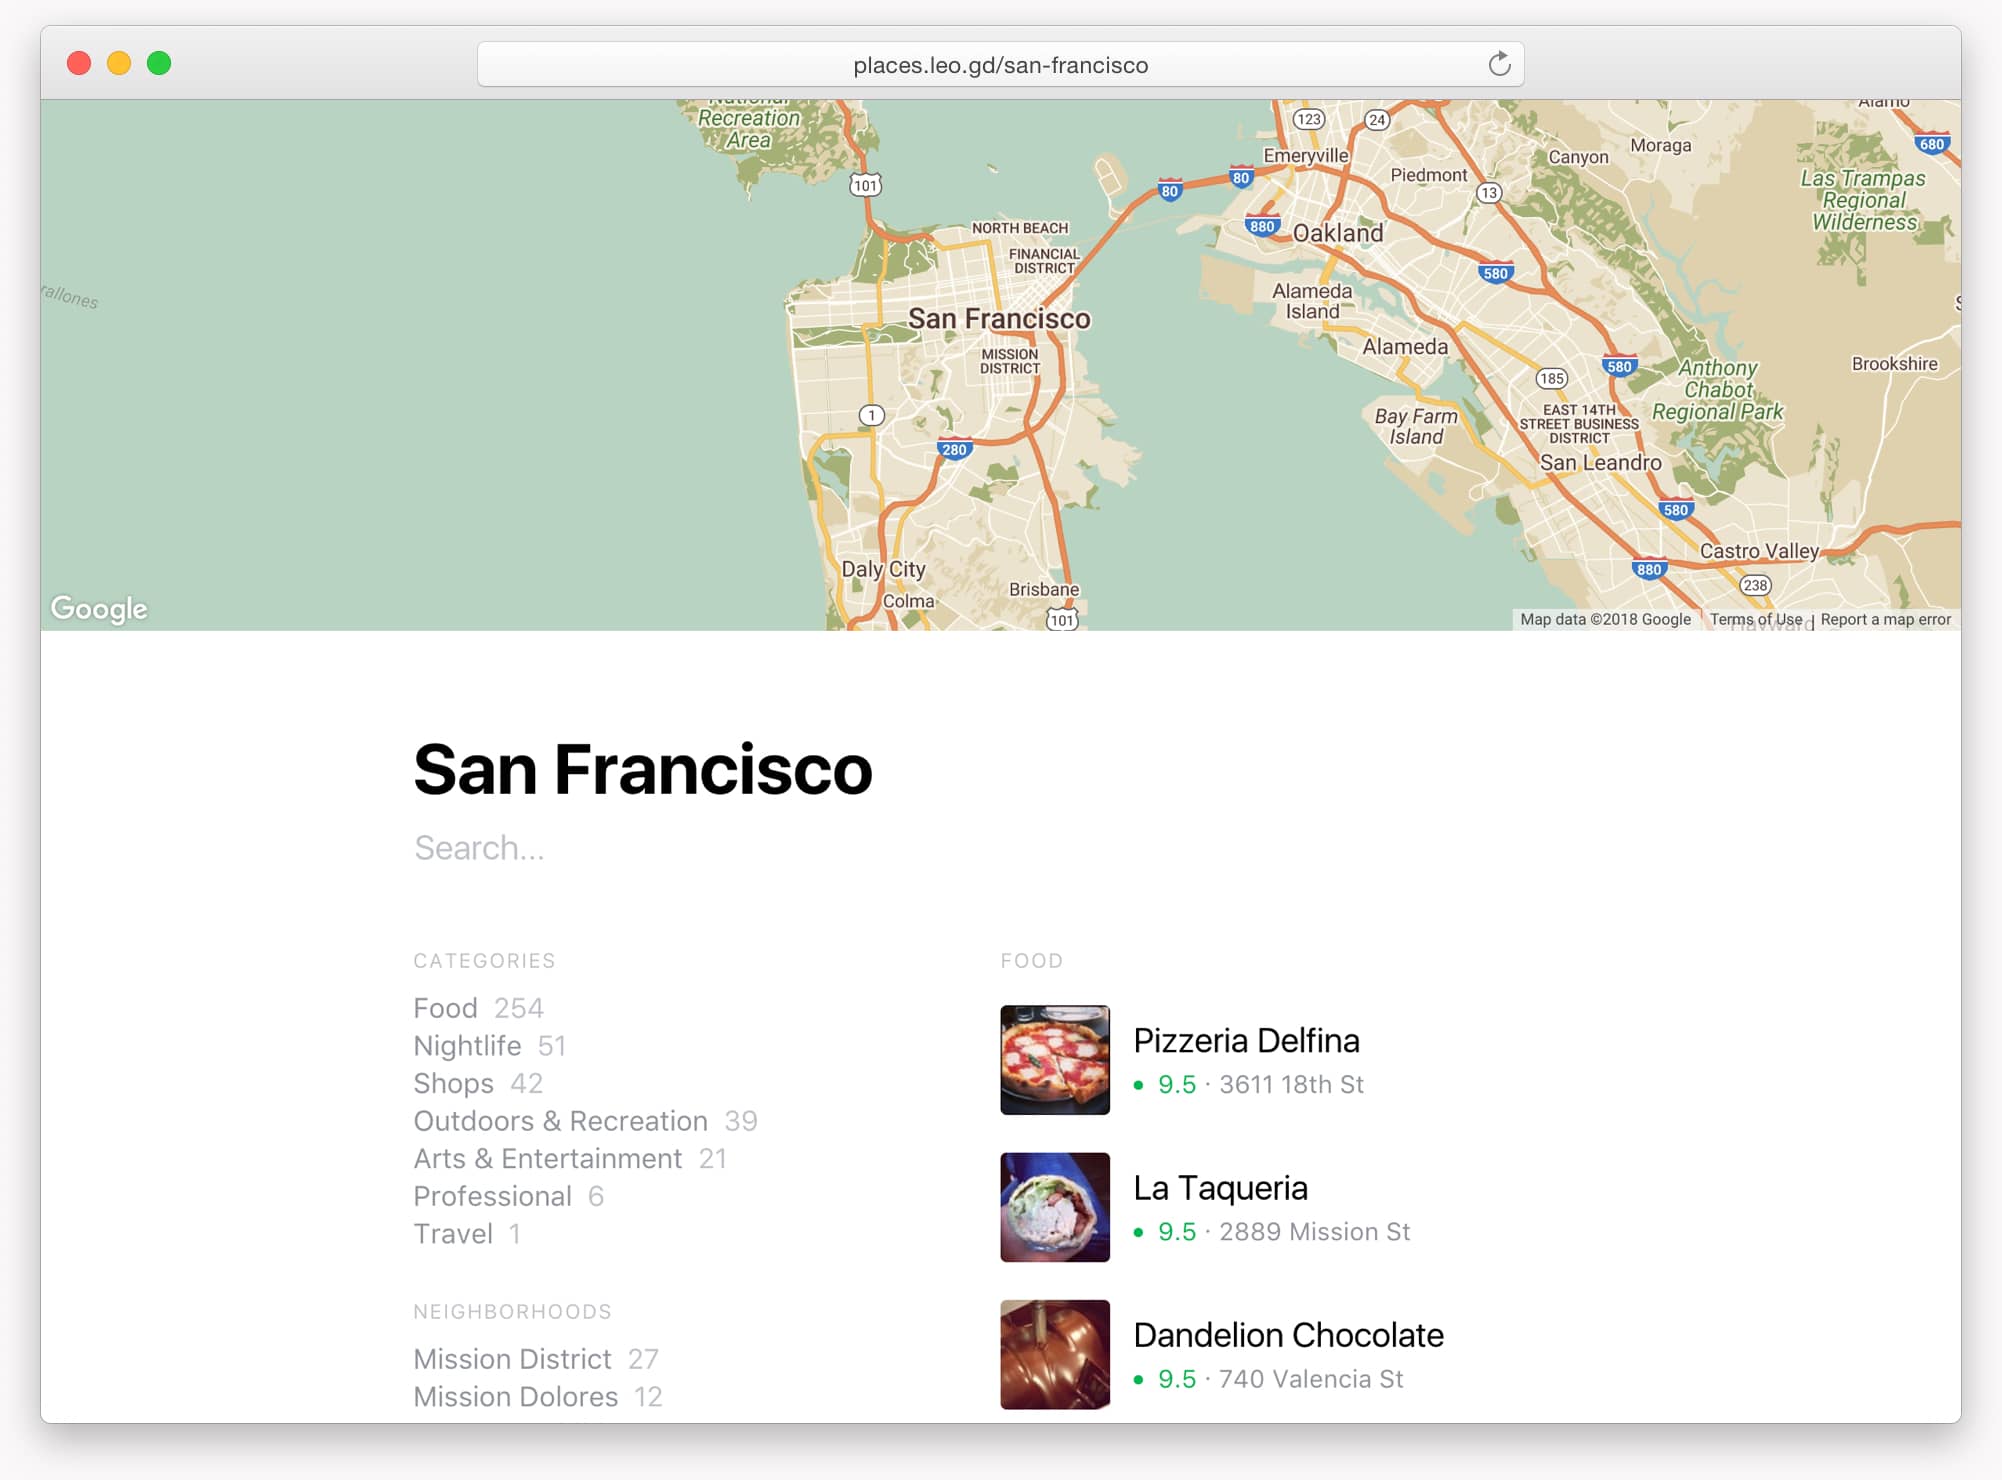 places.leo.gd/san-francisco
National
Recreation
Area
Alamo
123
24
680
Emeryville
Canyon
Moraga
Piedmont
101
80
80
13
Las Trampas
Regional
Wilderness
NORTH BEACH
880
Oakland
FINANCIAL
DISTRICT
580
rallones
Alameda
Island
San Francisco
Alameda
MISSION
DISTRICT
580
Brookshire
Anthony
Chabot
Regional Park
185
1
Bay Farm
Island
EAST 14TH
STREET BUSINESS
DISTRICT
280
San Leandro
580
Castro Valley
Daly City
880
238
Colma
Brisbane
101
Google
Hayward
Map data ©2018 Google
Terms of Use
Report a map error
San Francisco
Search...
CATEGORIES
Food 254
Nightlife 51
Shops 42
Outdoors & Recreation 39
Arts & Entertainment 21
Professional 6
Travel 1
NEIGHBORHOODS
Mission District 27
Mission Dolores 12
FOOD
Pizzeria Delfina
• 9.5 · 3611 18th St
La Taqueria
• 9.5 · 2889 Mission St
Dandelion Chocolate
• 9.5 · 740 Valencia St